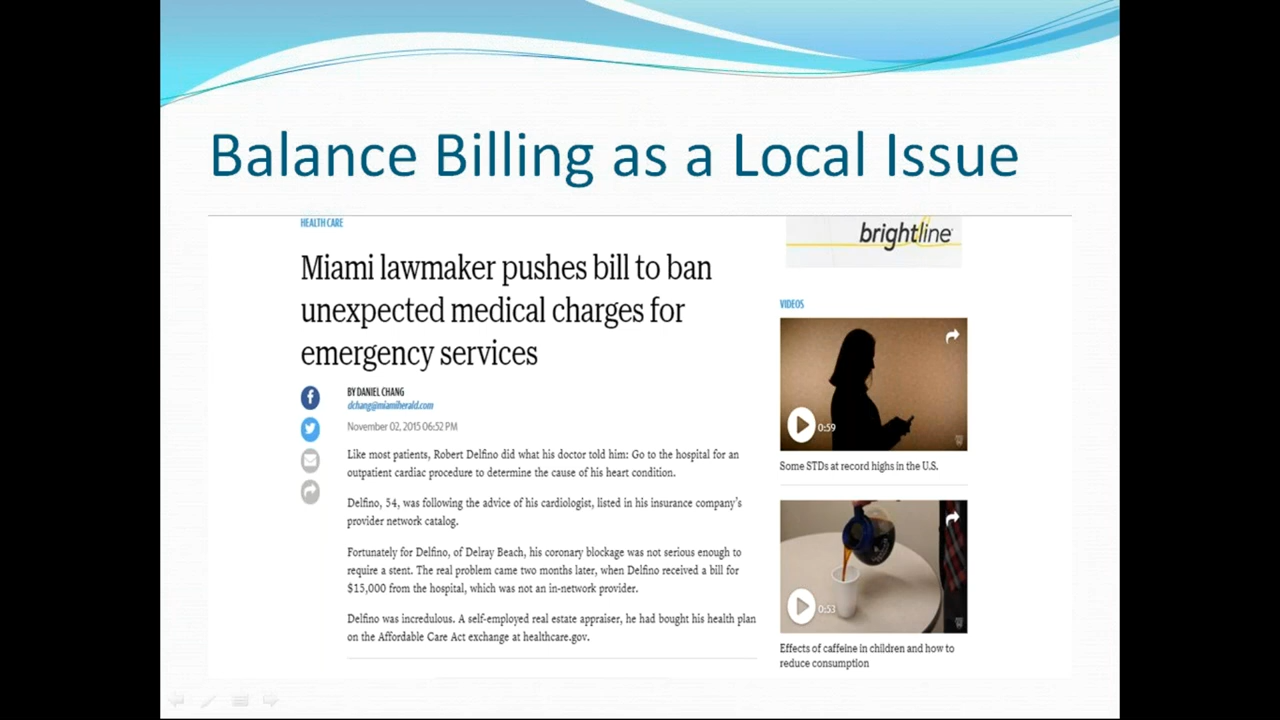 Balance Billing as a Local Issue
HEALTH CARE
Miami lawmaker pushes bill to ban
unexpected medical charges for
emergency services
BY DANIEL CHANG
dchang@miamiherald.com
November 02, 2015 06:52 PM
Like most patients, Robert Delfino did what his doctor told him: Go to the hospital for an
outpatient cardiac procedure to determine the cause of his heart condition.
Delfino, 54, was following the advice of his cardiologist, listed in his insurance company's
provider network catalog.
Fortunately for Delfino, of Delray Beach, his coronary blockage was not serious enough to
require a stent. The real problem came two months later, when Delfino received a bill for
$15,000 from the hospital, which was not an in-network provider.
Delfino was incredulous. A self-employed real estate appraiser, he had bought his health plan
on the Affordable Care Act exchange at healthcare.gov.
brightline
VIDEOS
0:59
Some STDs at record highs in the U.S.
0:53
Effects of caffeine in children and how to
reduce consumption